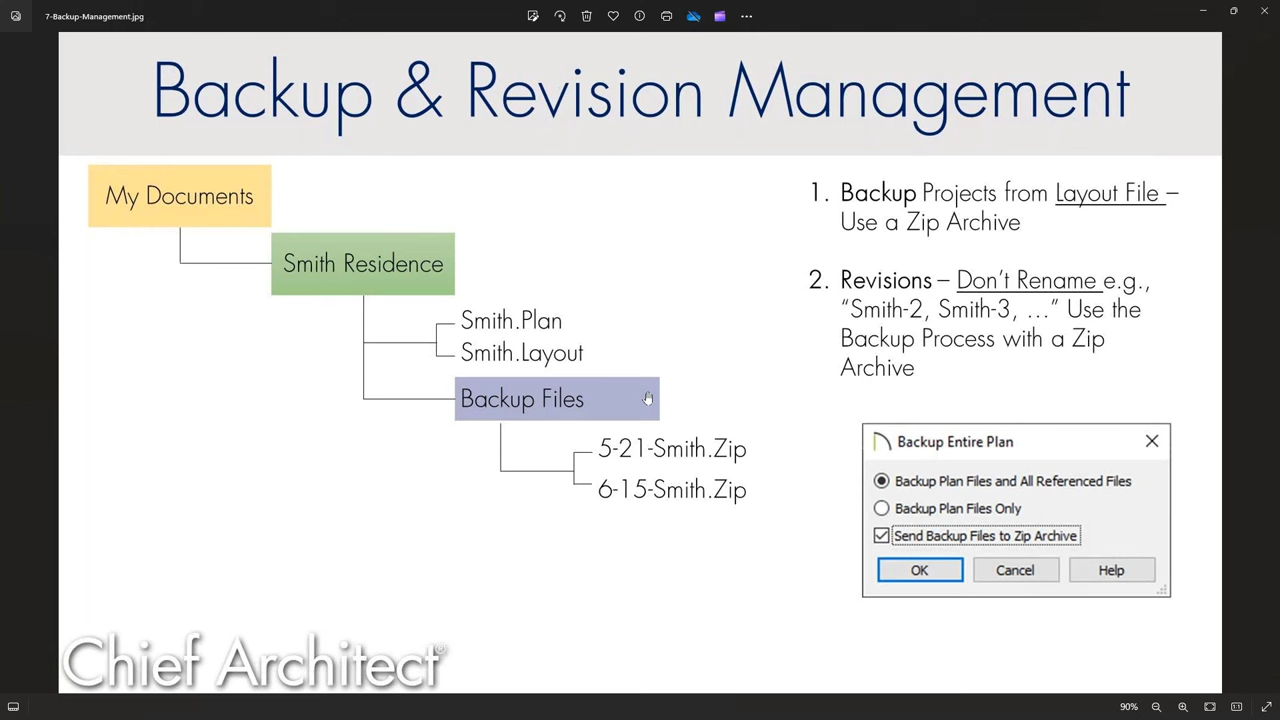 7-Backup-Management.jpg
Backup & Revision Management
My Documents
Smith Residence
Smith.Plan
Smith.Layout
Backup Files
5-21-Smith.Zip
6-15-Smith.Zip
1. Backup Projects from Layout File –
Use a Zip Archive
2. Revisions – Don't Rename e.g.,
“Smith-2, Smith-3, …” Use the
Backup Process with a Zip
Archive
Backup Entire Plan
Backup Plan Files and All Referenced Files
Backup Plan Files Only
Send Backup Files to Zip Archive
OK Cancel Help
Chief Architect®
90%